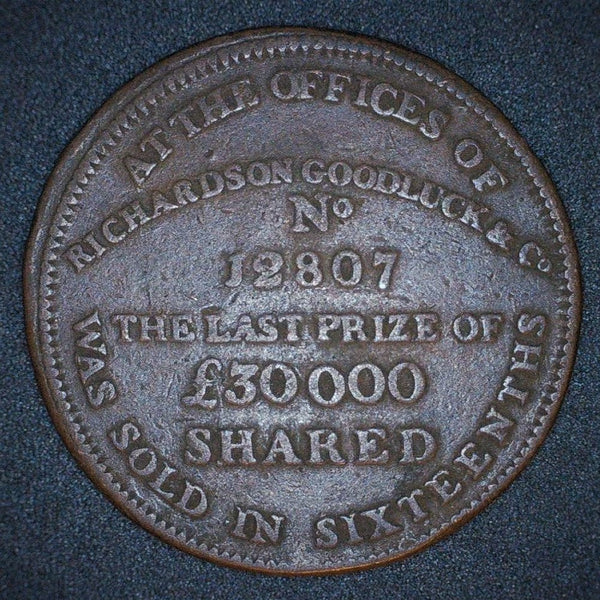 AT THE OFFICES OF
RICHARDSON GOODLUCK & Co
No
12807
THE LAST PRIZE OF
£30000
SHARED
WAS SOLD IN SIXTEENTHS